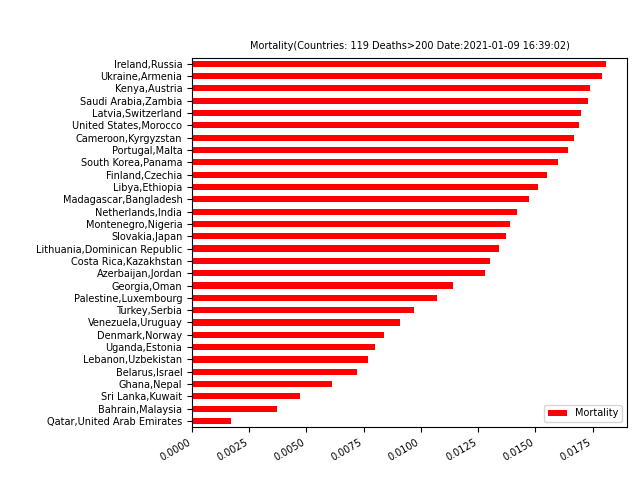 Mortality(Countries: 119 Deaths>200 Date:2021-01-09 16:39:02)
Ireland,Russia
Ukraine,Armenia
Kenya,Austria
Saudi Arabia,Zambia
Latvia,Switzerland
United States,Morocco
Cameroon,Kyrgyzstan
Portugal,Malta
South Korea,Panama
Finland,Czechia
Libya,Ethiopia
Madagascar,Bangladesh
Netherlands,India
Montenegro,Nigeria
Slovakia,Japan
Lithuania,Dominican Republic
Costa Rica,Kazakhstan
Azerbaijan,Jordan
Georgia,Oman
Palestine,Luxembourg
Turkey,Serbia
Venezuela,Uruguay
Denmark,Norway
Uganda,Estonia
Lebanon,Uzbekistan
Belarus,Israel
Ghana,Nepal
Sri Lanka,Kuwait
Bahrain,Malaysia
Qatar,United Arab Emirates
Mortality
0.0000 0.0025 0.0050 0.0075 0.0100 0.0125 0.0150 0.0175